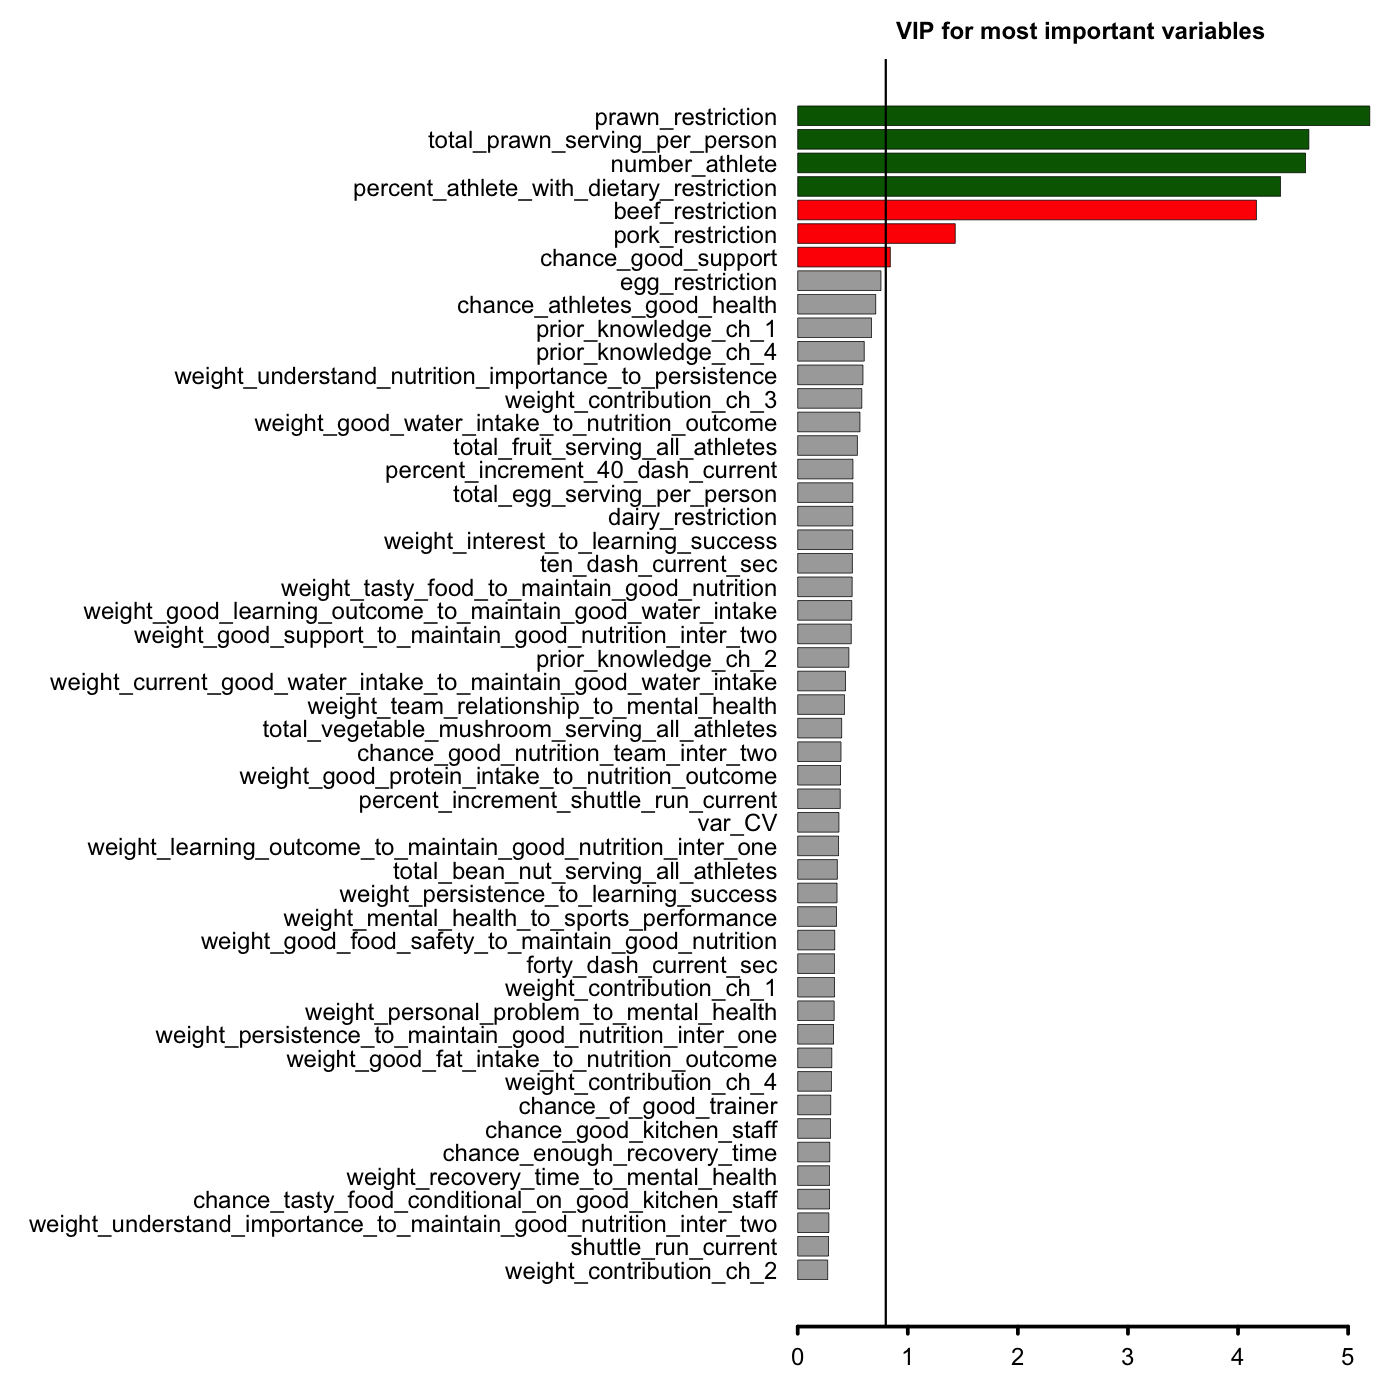 VIP for most important variables
prawn_restriction
total_prawn_serving_per_person
number_athlete
percent_athlete_with_dietary_restriction
beef_restriction
pork_restriction
chance_good_support
egg_restriction
chance_athletes_good_health
prior_knowledge_ch_1
prior_knowledge_ch_4
weight_understand_nutrition_importance_to_persistence
weight_contribution_ch_3
weight_good_water_intake_to_nutrition_outcome
total_fruit_serving_all_athletes
percent_increment_40_dash_current
total_egg_serving_per_person
dairy_restriction
weight_interest_to_learning_success
ten_dash_current_sec
weight_tasty_food_to_maintain_good_nutrition
weight_good_learning_outcome_to_maintain_good_water_intake
weight_good_support_to_maintain_good_nutrition_inter_two
prior_knowledge_ch_2
weight_current_good_water_intake_to_maintain_good_water_intake
weight_team_relationship_to_mental_health
total_vegetable_mushroom_serving_all_athletes
chance_good_nutrition_team_inter_two
weight_good_protein_intake_to_nutrition_outcome
percent_increment_shuttle_run_current
var_CV
weight_learning_outcome_to_maintain_good_nutrition_inter_one
total_bean_nut_serving_all_athletes
weight_persistence_to_learning_success
weight_mental_health_to_sports_performance
weight_good_food_safety_to_maintain_good_nutrition
forty_dash_current_sec
weight_contribution_ch_1
weight_personal_problem_to_mental_health
weight_persistence_to_maintain_good_nutrition_inter_one
weight_good_fat_intake_to_nutrition_outcome
weight_contribution_ch_4
chance_of_good_trainer
chance_good_kitchen_staff
chance_enough_recovery_time
weight_recovery_time_to_mental_health
chance_tasty_food_conditional_on_good_kitchen_staff
weight_understand_importance_to_maintain_good_nutrition_inter_two
shuttle_run_current
weight_contribution_ch_2
0 1 2 3 4 5